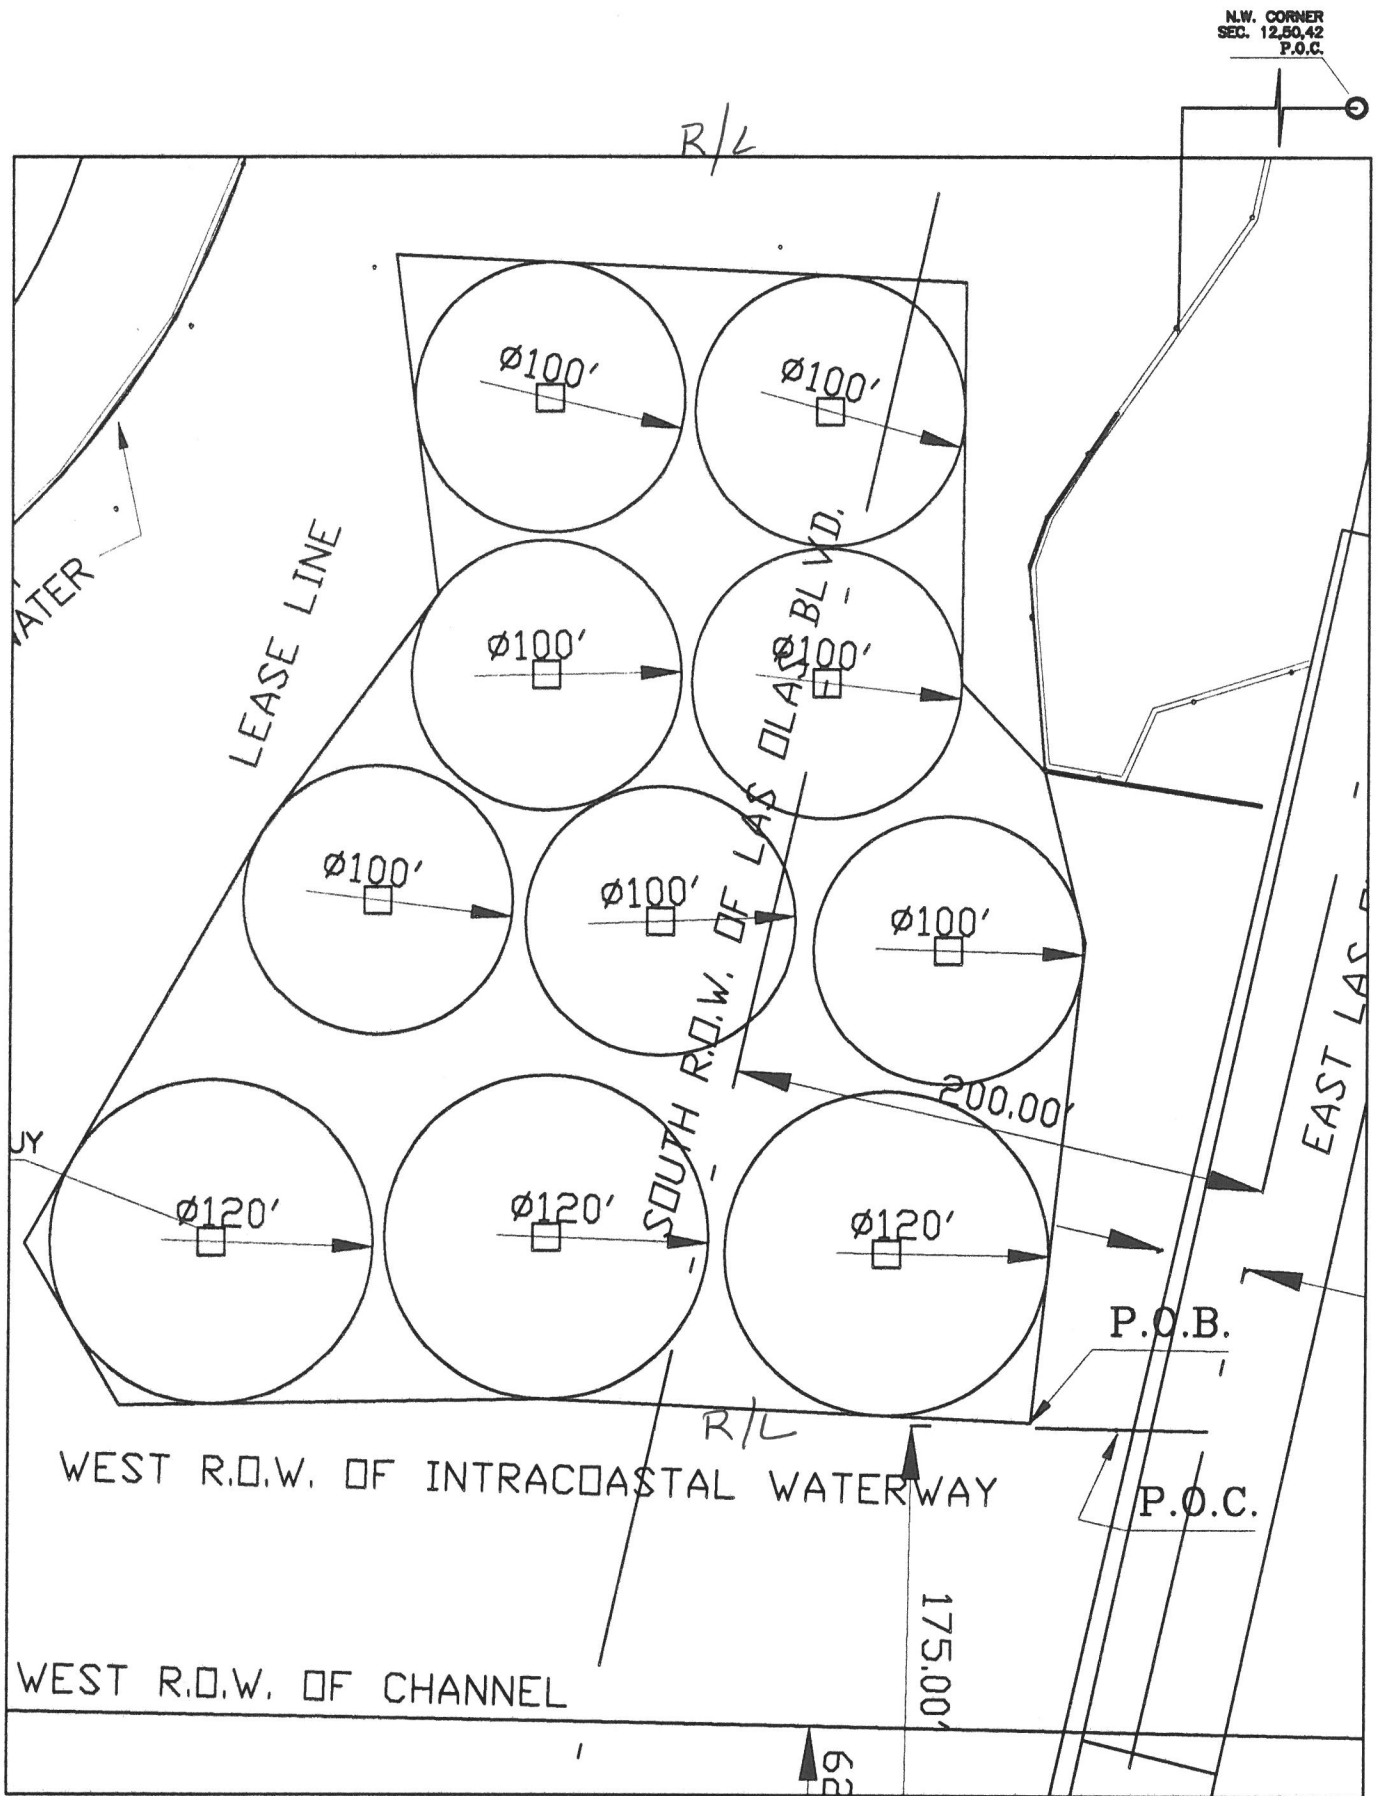 N.W. CORNER
SEC. 12,50,42
P.O.C.
R/L
Ø100'
Ø100'
LEASE LINE
WATER
Ø100'
Ø100'
SOUTH R.O.W. OF LAS OLAS BLVD.
Ø100'
Ø100'
Ø100'
200.00'
EAST LAS
UY
Ø120'
Ø120'
Ø120'
P.O.B.
R/L
WEST R.O.W. OF INTRACOASTAL WATERWAY
P.O.C.
175.00'
WEST R.O.W. OF CHANNEL
62